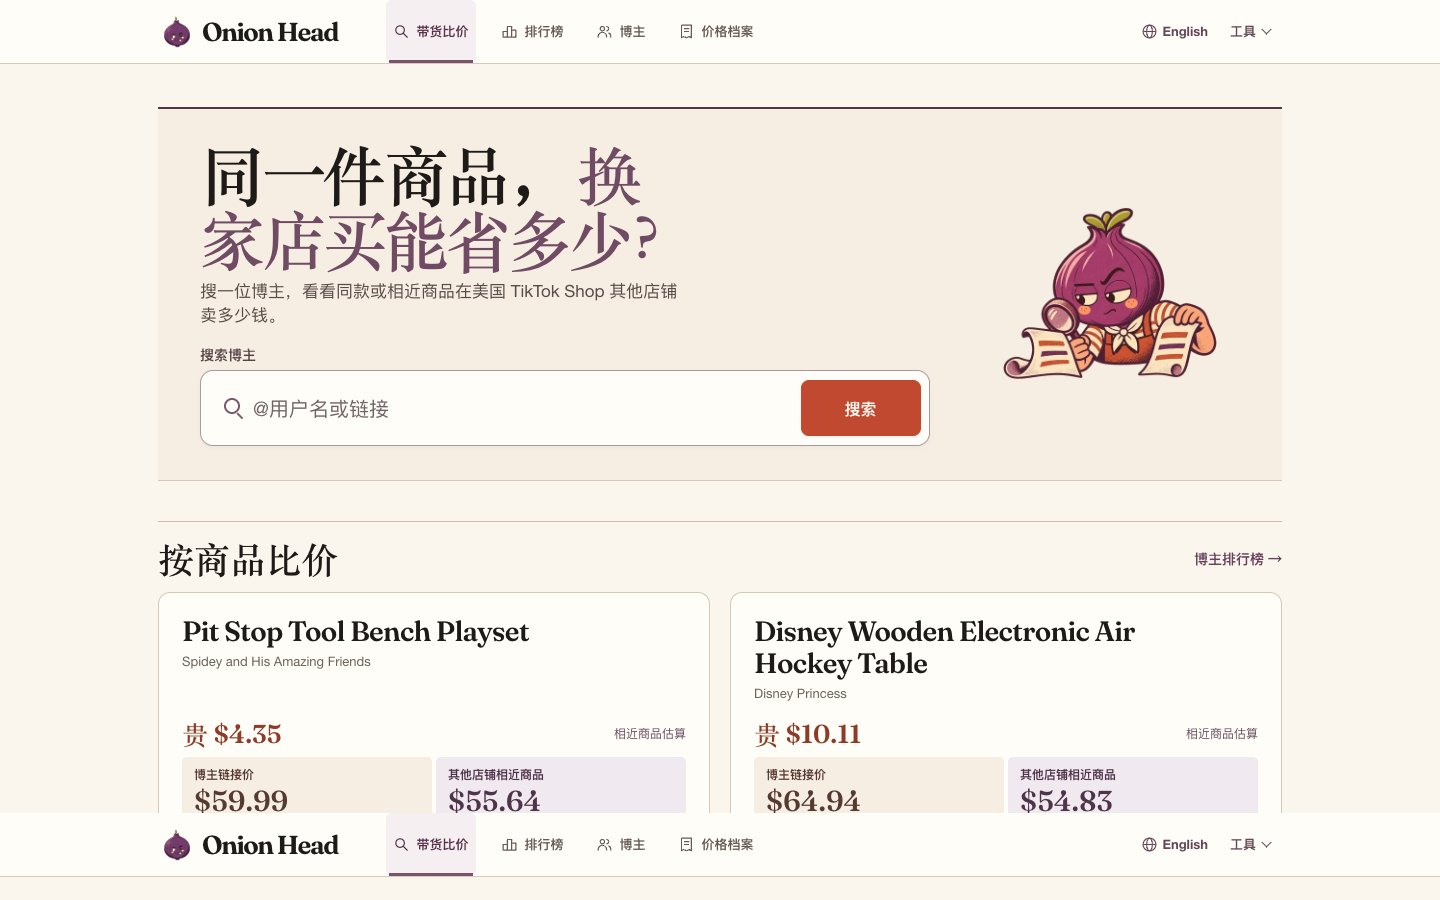 Onion Head
带货比价
排行榜
博主
价格档案
English
工具
同一件商品，换
家店买能省多少?
搜一位博主，看看同款或相近商品在美国 TikTok Shop 其他店铺
卖多少钱。
搜索博主
@用户名或链接
搜索
按商品比价
博主排行榜 →
Pit Stop Tool Bench Playset
Spidey and His Amazing Friends
贵 $4.35
相近商品估算
博主链接价
$59.99
其他店铺相近商品
$55.64
Disney Wooden Electronic Air
Hockey Table
Disney Princess
贵 $10.11
相近商品估算
博主链接价
$64.94
其他店铺相近商品
$54.83
Onion Head
带货比价
排行榜
博主
价格档案
English
工具